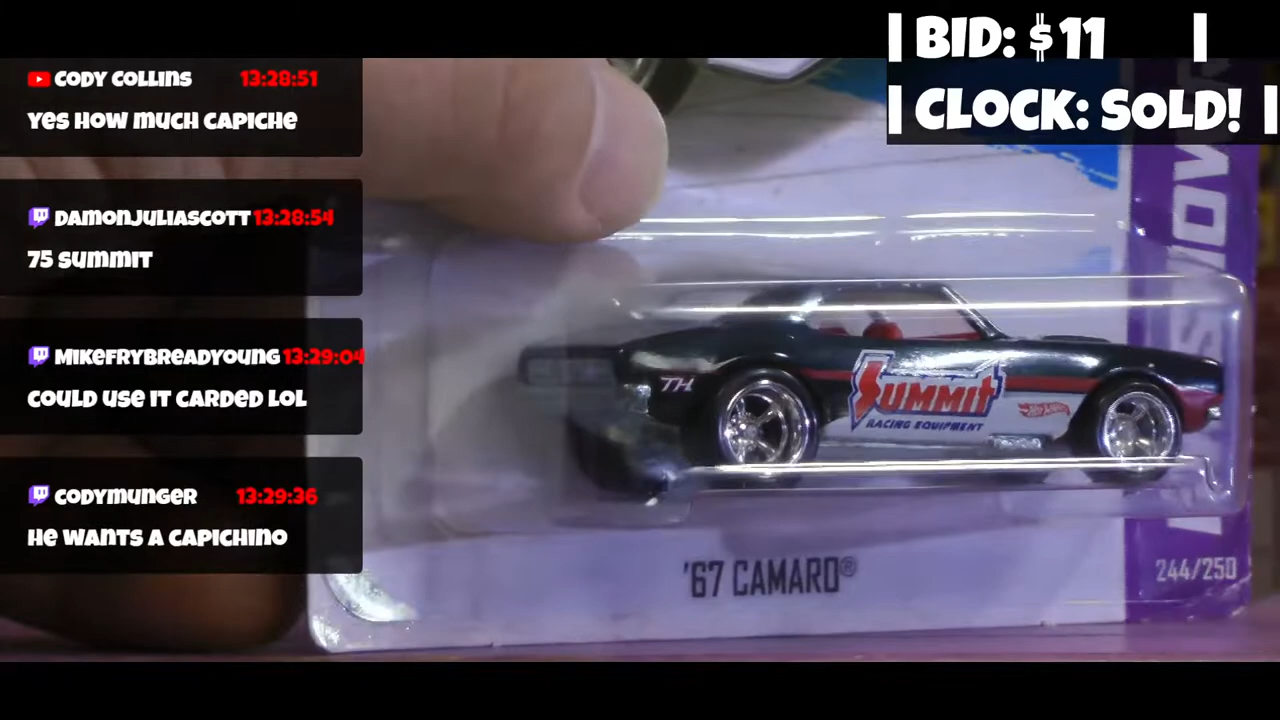 CODY COLLINS 13:28:51
YES HOW MUCH CAPICHE
DAMONJULIASCOTT 13:28:54
75 SUMMIT
MIKEFRYBREADYOUNG 13:29:04
COULD USE IT CARDED LOL
CODYMUNGER 13:29:36
HE WANTS A CAPICHINO
| BID: $11 |
| CLOCK: SOLD! |
TH
SUMMIT
RACING EQUIPMENT
Hot Wheels
'67 CAMARO®
244/250